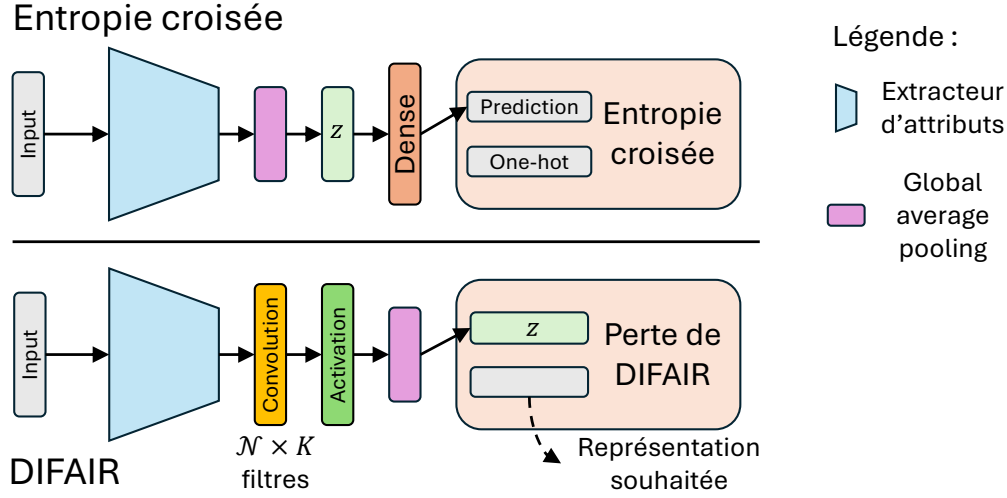 Entropie croisée
Input
z
Dense
Prediction
One-hot
Entropie
croisée
Légende :
Extracteur
d'attributs
Global
average
pooling
Input
Convolution
Activation
z
Perte de
DIFAIR
𝒩 × K
filtres
Représentation
souhaitée
DIFAIR